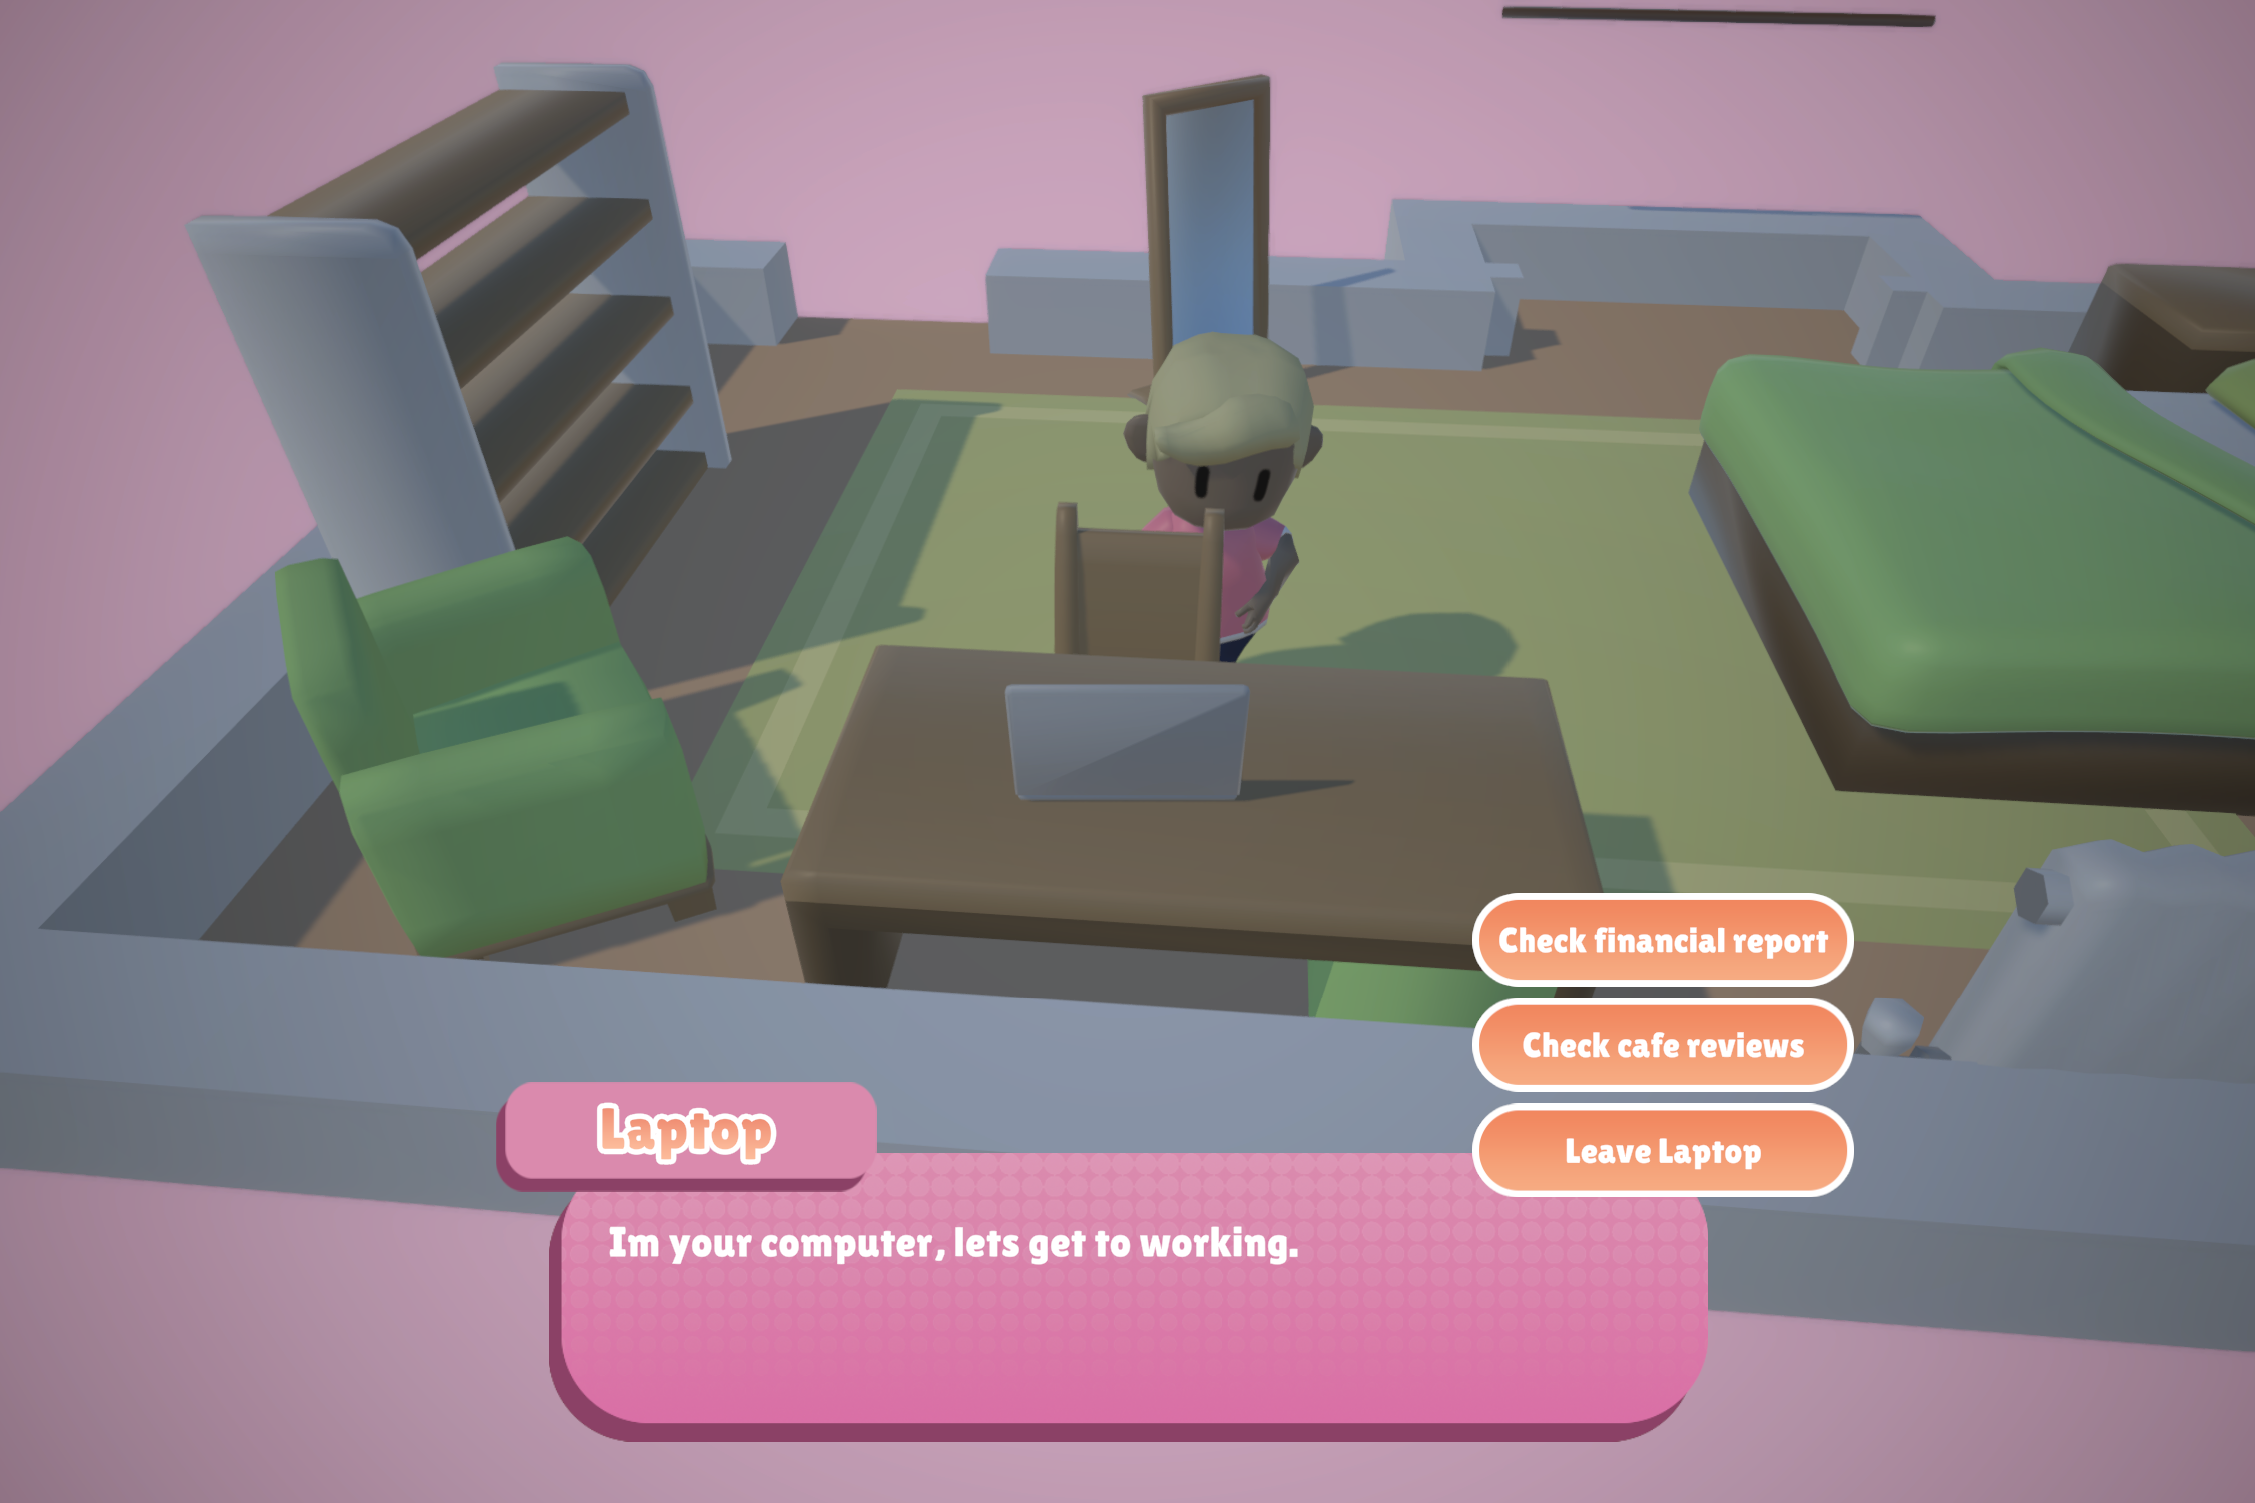 Check financial report
Check cafe reviews
Leave Laptop
Laptop
Im your computer, lets get to working.